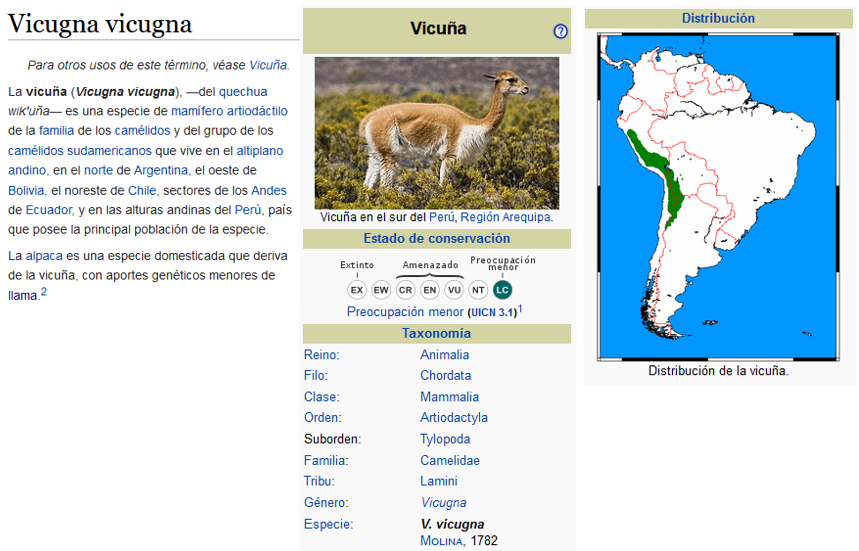 Vicugna vicugna
Para otros usos de este término, véase Vicuña.
La vicuña (Vicugna vicugna), —del quechua
wik'uña— es una especie de mamífero artiodáctilo
de la familia de los camélidos y del grupo de los
camélidos sudamericanos que vive en el altiplano
andino, en el norte de Argentina, el oeste de
Bolivia, el noreste de Chile, sectores de los Andes
de Ecuador, y en las alturas andinas del Perú, país
que posee la principal población de la especie.
La alpaca es una especie domesticada que deriva
de la vicuña, con aportes genéticos menores de
llama.2
Vicuña
?
Vicuña en el sur del Perú, Región Arequipa.
Estado de conservación
Extinto Amenazado Preocupación menor
EX EW CR EN VU NT LC
Preocupación menor (UICN 3.1)1
Taxonomía
Reino: Animalia
Filo: Chordata
Clase: Mammalia
Orden: Artiodactyla
Suborden: Tylopoda
Familia: Camelidae
Tribu: Lamini
Género: Vicugna
Especie: V. vicugna
MOLINA, 1782
Distribución
Distribución de la vicuña.